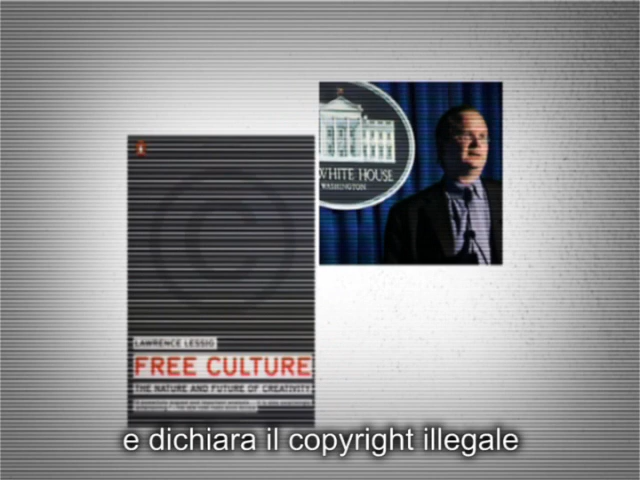 WHITE HOUSE
WASHINGTON
LAWRENCE LESSIG
FREE CULTURE
THE NATURE AND FUTURE OF CREATIVITY
e dichiara il copyright illegale